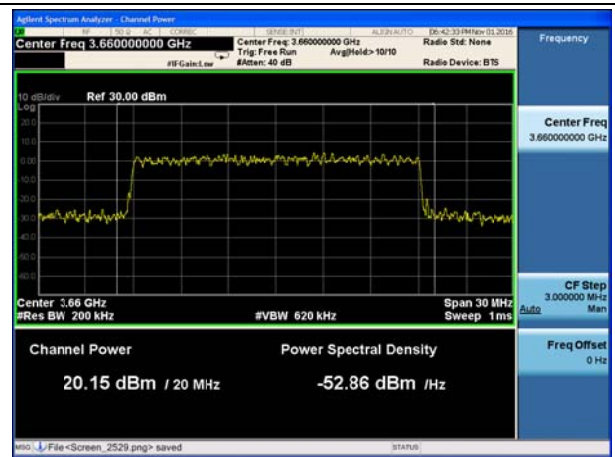 Agilent Spectrum Analyzer - Channel Power
RF 50 Ω AC CORREC SENSE:INT ALIGN AUTO 06:42:33 PM Nov 01, 2016
Center Freq 3.660000000 GHz
Center Freq: 3.660000000 GHz Radio Std: None
Trig: Free Run Avg|Hold:> 10/10
#IFGain:Low #Atten: 40 dB Radio Device: BTS
Frequency
10 dB/div Ref 30.00 dBm
Log
20.0
10.0
0.00
-10.0
-20.0
-30.0
-40.0
-50.0
-60.0
Center Freq
3.660000000 GHz
Center 3.66 GHz Span 30 MHz
#Res BW 200 kHz #VBW 620 kHz Sweep 1 ms
CF Step
3.000000 MHz
Auto Man
Channel Power Power Spectral Density
20.15 dBm / 20 MHz -52.86 dBm /Hz
Freq Offset
0 Hz
MSG File <Screen_2529.png> saved STATUS